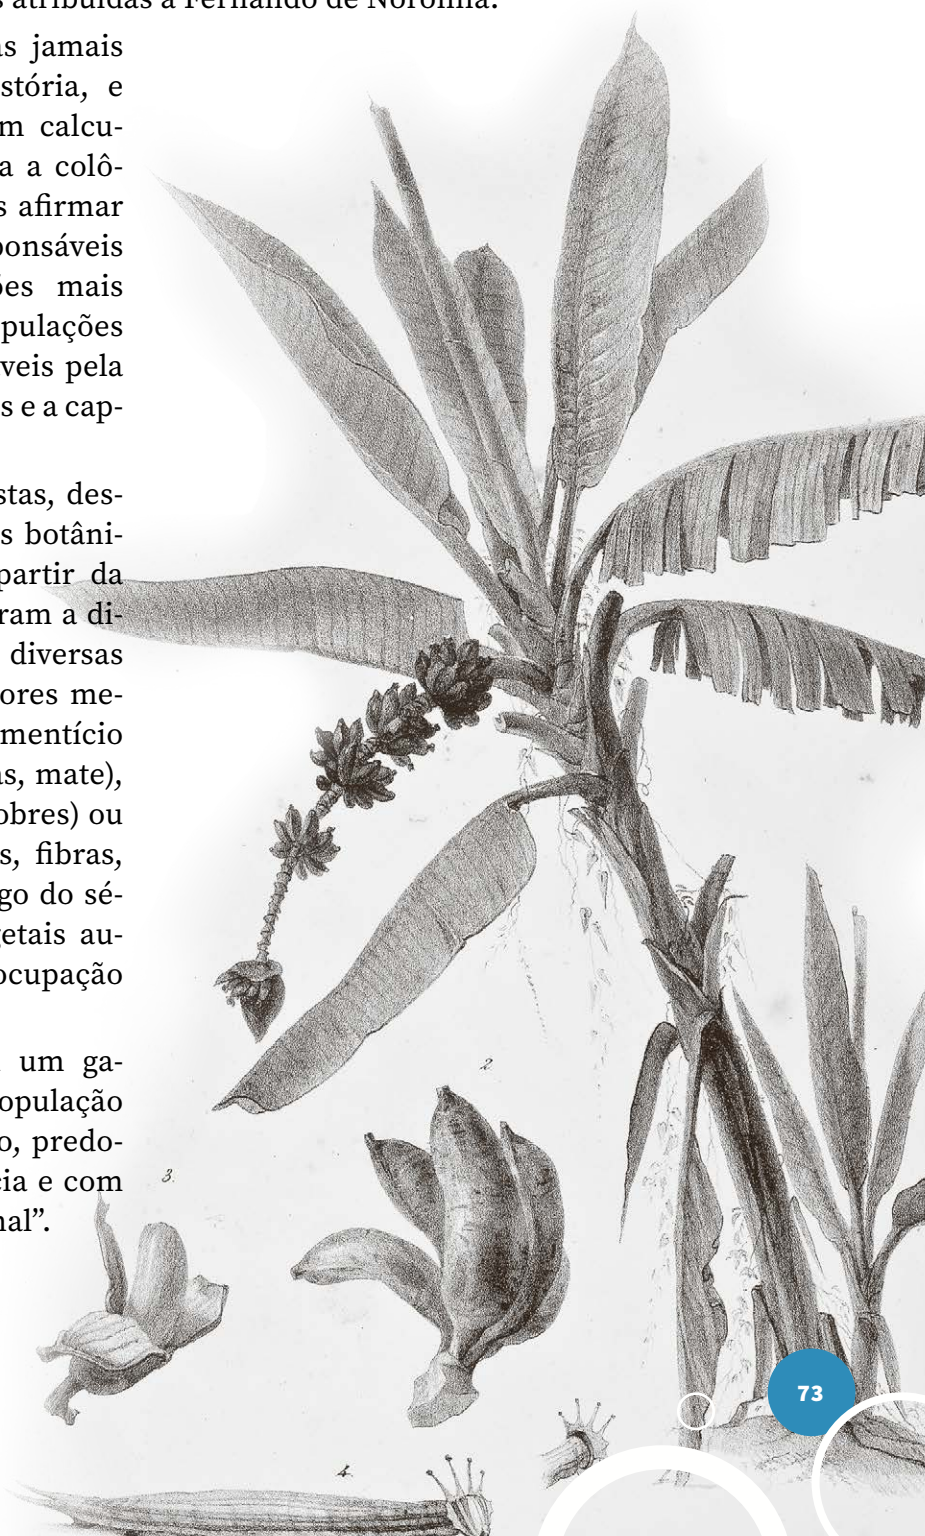 atribuídas a Fernando de Noronha.
jamais
stória, e
m calcu-
a a colô-
s afirmar
ponsáveis
ões mais
pulações
veis pela
s e a cap-
stas, des-
s botâni-
partir da
ram a di-
diversas
ores me-
mentício
as, mate),
obres) ou
s, fibras,
go do sé-
getais au-
ocupação
um ga-
opulação
o, predo-
cia e com
nal”.
2.
3.
4.
73